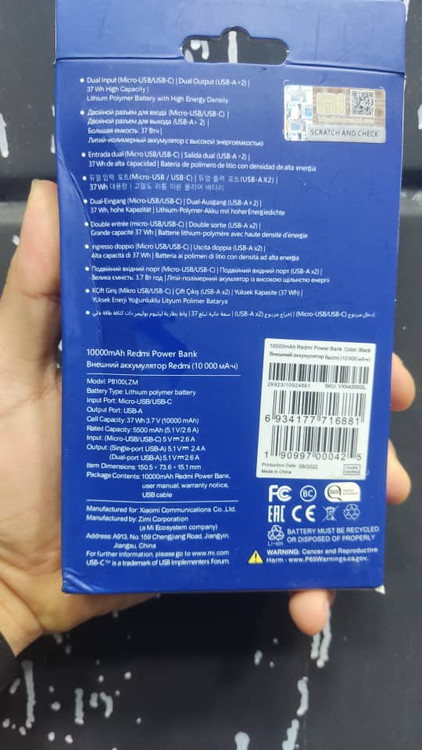 Dual Input (Micro-USB/USB-C) | Dual Output (USB-A ×2) |
37 Wh High Capacity |
Lithium Polymer Battery with High Energy Density
Двойной разъем для входа (Micro-USB/USB-C) |
Двойной разъем для выхода (USB-A× 2) |
Большая емкость: 37 Втч |
Литий-полимерный аккумулятор с высокой энергоемкостью
Entrada dual (Micro USB/USB-C) | Salida dual (USB-A ×2) |
37 Wh de alta capacidad | Batería de polímero de litio con densidad de alta energía
듀얼 입력 포트(Micro-USB / USB-C) | 듀얼 출력 포트(USB-A X2) |
37 Wh 대용량 | 고밀도 리튬 이온 폴리머 배터리
Dual-Eingang (Micro-USB/USB-C) | Dual-Ausgang (USB-A ×2) |
37 Wh, hohe Kapazität | Lithium-Polymer-Akku mit hoher Energiedichte
Double entrée (micro-USB/USB-C) | Double sortie (USB-A ×2) |
Grande capacité 37 Wh | Batterie lithium-polymère avec haute densité d'énergie
Ingresso doppio (Micro USB/USB-C) | Uscita doppia (USB-A x2) |
Alta capacità di 37 Wh | Batteria ai polimeri di litio con densità ad alta energia
Подвійний вхідний порт (Micro-USB/USB-C) | Подвійний вихідний порт (USB-A x2) |
Велика ємність: 3.7 Вт год | Літій-полімерний акумулятор із високою щільністю енергії
Çift Giriş (Mikro USB/USB-C) | Çift Çıkış (USB-A x2) | Yüksek Kapasite (37 Wh) |
Yüksek Enerji Yoğunluklu Lityum Polimer Batarya
SCRATCH AND CHECK
10000mAh Redmi Power Bank
Внешний аккумулятор Redmi (10 000 мА·ч)
Model: PB100LZM
Battery Type: Lithium polymer battery
Input Port: Micro-USB/USB-C
Output Port: USB-A
Cell Capacity: 37 Wh 3.7 V (10000 mAh)
Rated Capacity: 5500 mAh (5.1 V/2.6 A)
Input: (Micro-USB/USB-C) 5 V⎓2.6 A
Output: (Single-port USB-A) 5.1 V⎓2.4 A
(Dual-port USB-A) 5.1 V⎓2.6 A
Item Dimensions: 150.5 × 73.6 × 15.1 mm
Package Contents: 10000mAh Redmi Power Bank,
user manual, warranty notice,
USB cable
Manufactured for: Xiaomi Communications Co., Ltd.
Manufactured by: Zimi Corporation
(a Mi Ecosystem company)
Address: A913, No. 159 Chengjiang Road, Jiangyin,
Jiangsu, China
For further information, please go to www.mi.com
USB-C™ is a trademark of USB Implementers Forum.
10000mAh Redmi Power Bank Color: Black
Внешний аккумулятор Redmi (10 000 мА·ч)
6 934177 716881
1 90997 00042 5
Production Date: 09/2022
Made in China
FC BC
EAC CE
Li-ion
BATTERY MUST BE RECYCLED
OR DISPOSED OF PROPERLY.
WARNING: Cancer and Reproductive
Harm - www.P65Warnings.ca.gov.